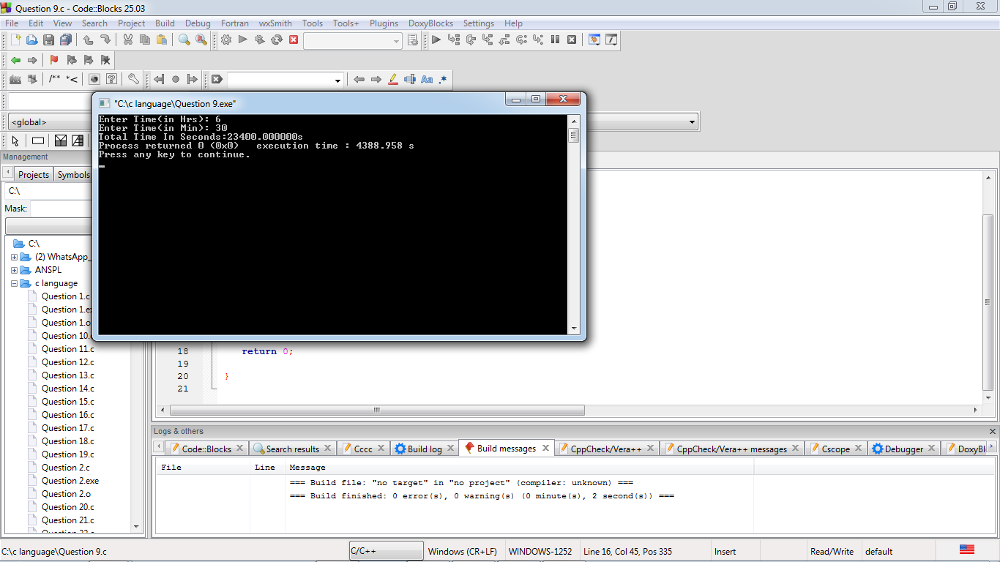 Question 9.c - Code::Blocks 25.03
File Edit View Search Project Build Debug Fortran wxSmith Tools Tools+ Plugins DoxyBlocks Settings Help
/** *<
Aa .*
<global>
"C:\c language\Question 9.exe"
Enter Time(in Hrs): 6
Enter Time(in Min): 30
Total Time In Seconds:23400.000000s
Process returned 0 (0x0)   execution time : 4388.958 s
Press any key to continue.
Management
Projects Symbols
C:\
Mask:
C:\
(2) WhatsApp_
ANSPL
c language
Question 1.c
Question 1.ex
Question 1.o
Question 10.
Question 11.c
Question 12.c
Question 13.c
Question 14.c
Question 15.c
Question 16.c
Question 17.c
Question 18.c
Question 19.c
Question 2.c
Question 2.exe
Question 2.o
Question 20.c
Question 21.c
18 return 0;
19
20 }
21
Logs & others
Code::Blocks Search results Cccc Build log Build messages CppCheck/Vera++ CppCheck/Vera++ messages Cscope Debugger DoxyBl
File Line Message
=== Build file: "no target" in "no project" (compiler: unknown) ===
=== Build finished: 0 error(s), 0 warning(s) (0 minute(s), 2 second(s)) ===
C:\c language\Question 9.c C/C++ Windows (CR+LF) WINDOWS-1252 Line 16, Col 45, Pos 335 Insert Read/Write default